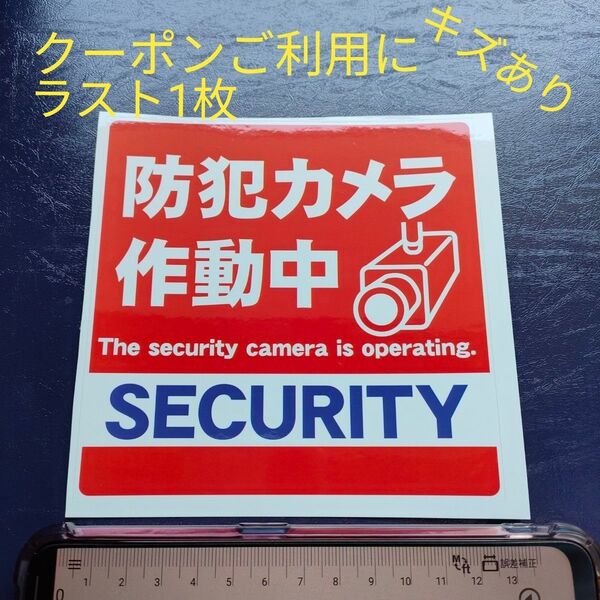 クーポンご利用に
キズあり
ラスト1枚
防犯カメラ
作動中
The security camera is operating.
SECURITY
M
ft
誤差補正
0 1 2 3 4 5 6 7 8 9 10 11 12 13